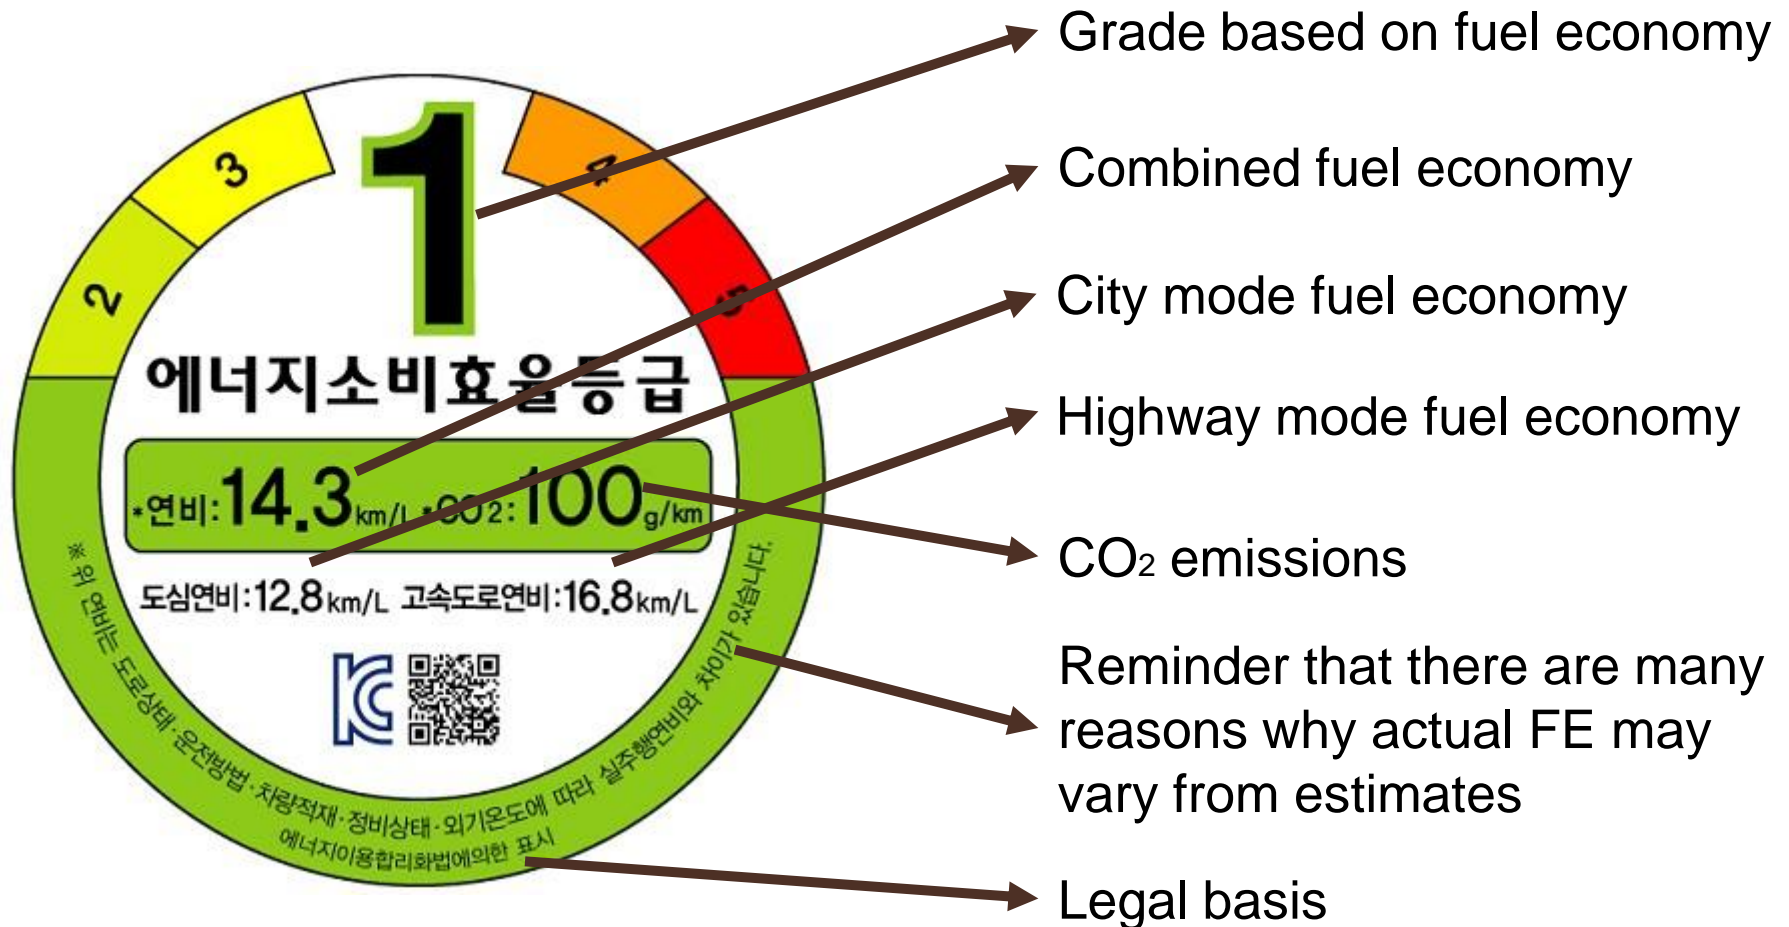 Grade based on fuel economy
Combined fuel economy
City mode fuel economy
Highway mode fuel economy
CO2 emissions
Reminder that there are many
reasons why actual FE may
vary from estimates
Legal basis
1
2
3
4
5
에너지소비효율등급
*연비:14.3km/L *CO2:100g/km
도심연비:12.8km/L 고속도로연비:16.8km/L
※ 위 연비는 도로상태·운전방법·차량적재·정비상태·외기온도에 따라 실주행연비와 차이가 있습니다.
에너지이용합리화법에의한 표시